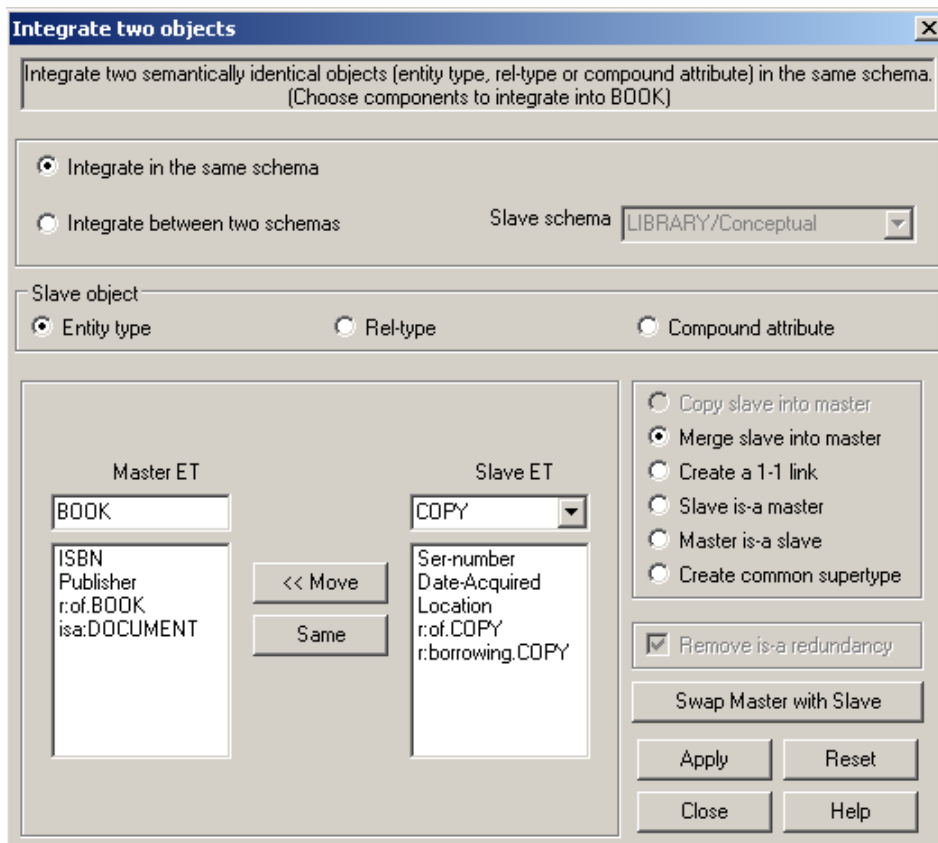 Integrate two objects
Integrate two semantically identical objects (entity type, rel-type or compound attribute) in the same schema.
(Choose components to integrate into BOOK)
Integrate in the same schema
Integrate between two schemas
Slave schema
LIBRARY/Conceptual
Slave object
Entity type
Rel-type
Compound attribute
Master ET
BOOK
ISBN
Publisher
r:of.BOOK
isa:DOCUMENT
<< Move
Same
Slave ET
COPY
Ser-number
Date-Acquired
Location
r:of.COPY
r:borrowing.COPY
Copy slave into master
Merge slave into master
Create a 1-1 link
Slave is-a master
Master is-a slave
Create common supertype
Remove is-a redundancy
Swap Master with Slave
Apply
Reset
Close
Help